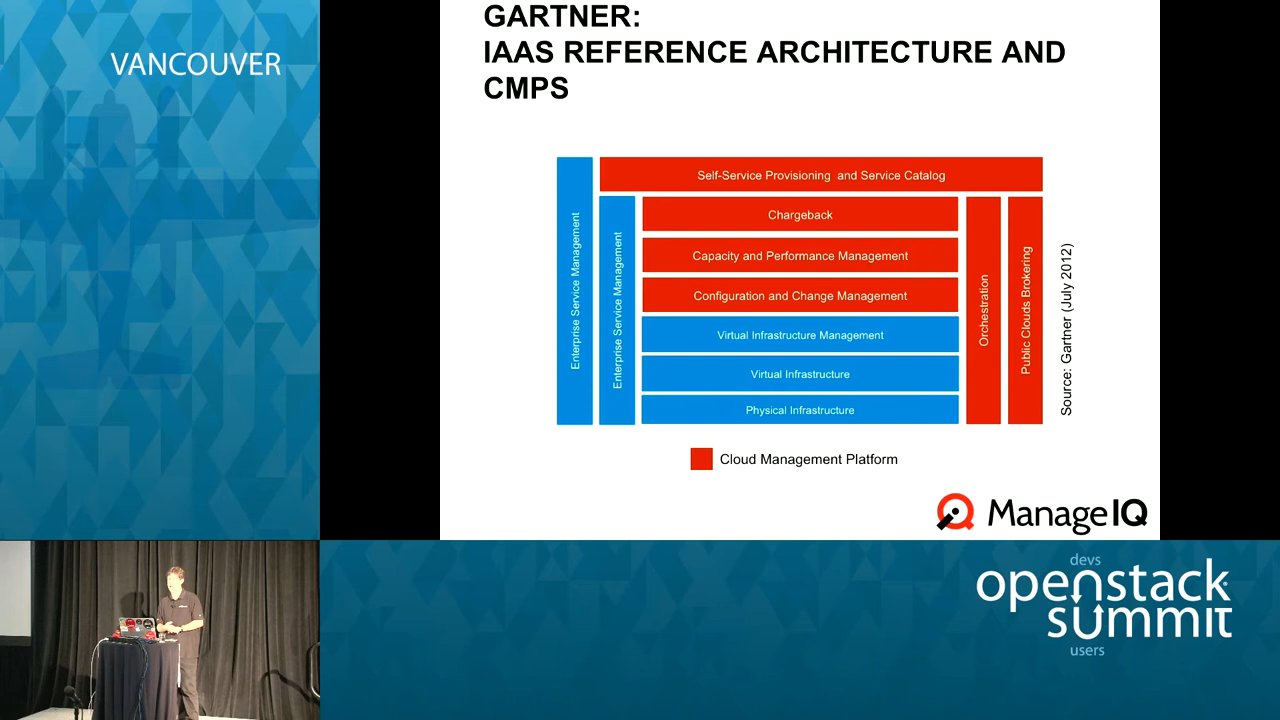 VANCOUVER
GARTNER:
IAAS REFERENCE ARCHITECTURE AND
CMPS
Enterprise Service Management
Self-Service Provisioning and Service Catalog
Enterprise Service Management
Chargeback
Capacity and Performance Management
Configuration and Change Management
Virtual Infrastructure Management
Virtual Infrastructure
Physical Infrastructure
Orchestration
Public Clouds Brokering
Source: Gartner (July 2012)
Cloud Management Platform
ManageIQ
devs
openstack
summit
users